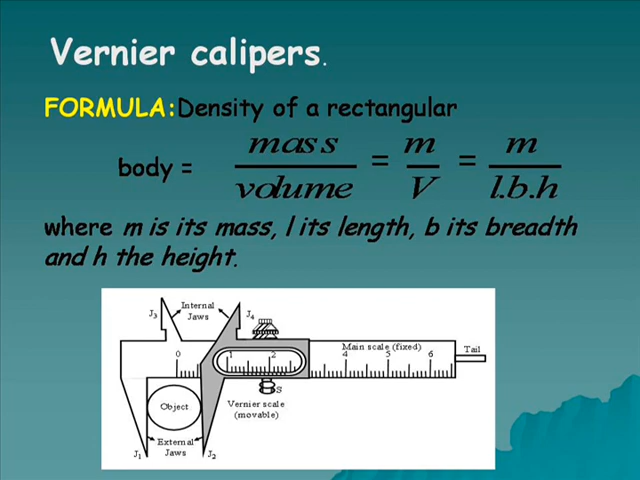 Vernier calipers.
FORMULA:Density of a rectangular
body = mass / volume = m / V = m / l.b.h
where m is its mass, l its length, b its breadth
and h the height.
J3 Internal Jaws J4
Main scale (fixed) Tail
0 1 2 4 5 6
S
Object
Vernier scale (movable)
External Jaws
J1 J2